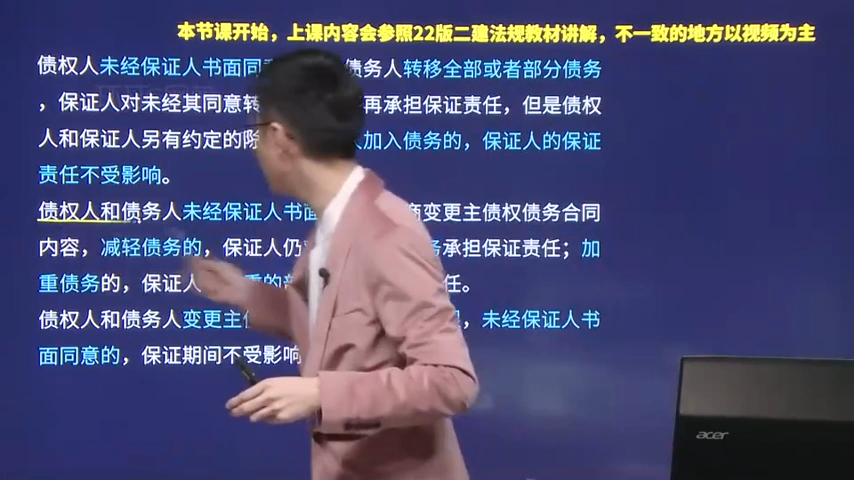 本节课开始，上课内容会参照22版二建法规教材讲解，不一致的地方以视频为主
债权人未经保证人书面同 债务人转移全部或者部分债务
，保证人对未经其同意转 再承担保证责任，但是债权
人和保证人另有约定的除 加入债务的，保证人的保证
责任不受影响。
债权人和债务人未经保证人书面 变更主债权债务合同
内容，减轻债务的，保证人仍 承担保证责任；加
重债务的，保证人 重的部 任。
债权人和债务人变更主 ，未经保证人书
面同意的，保证期间不受影响
acer